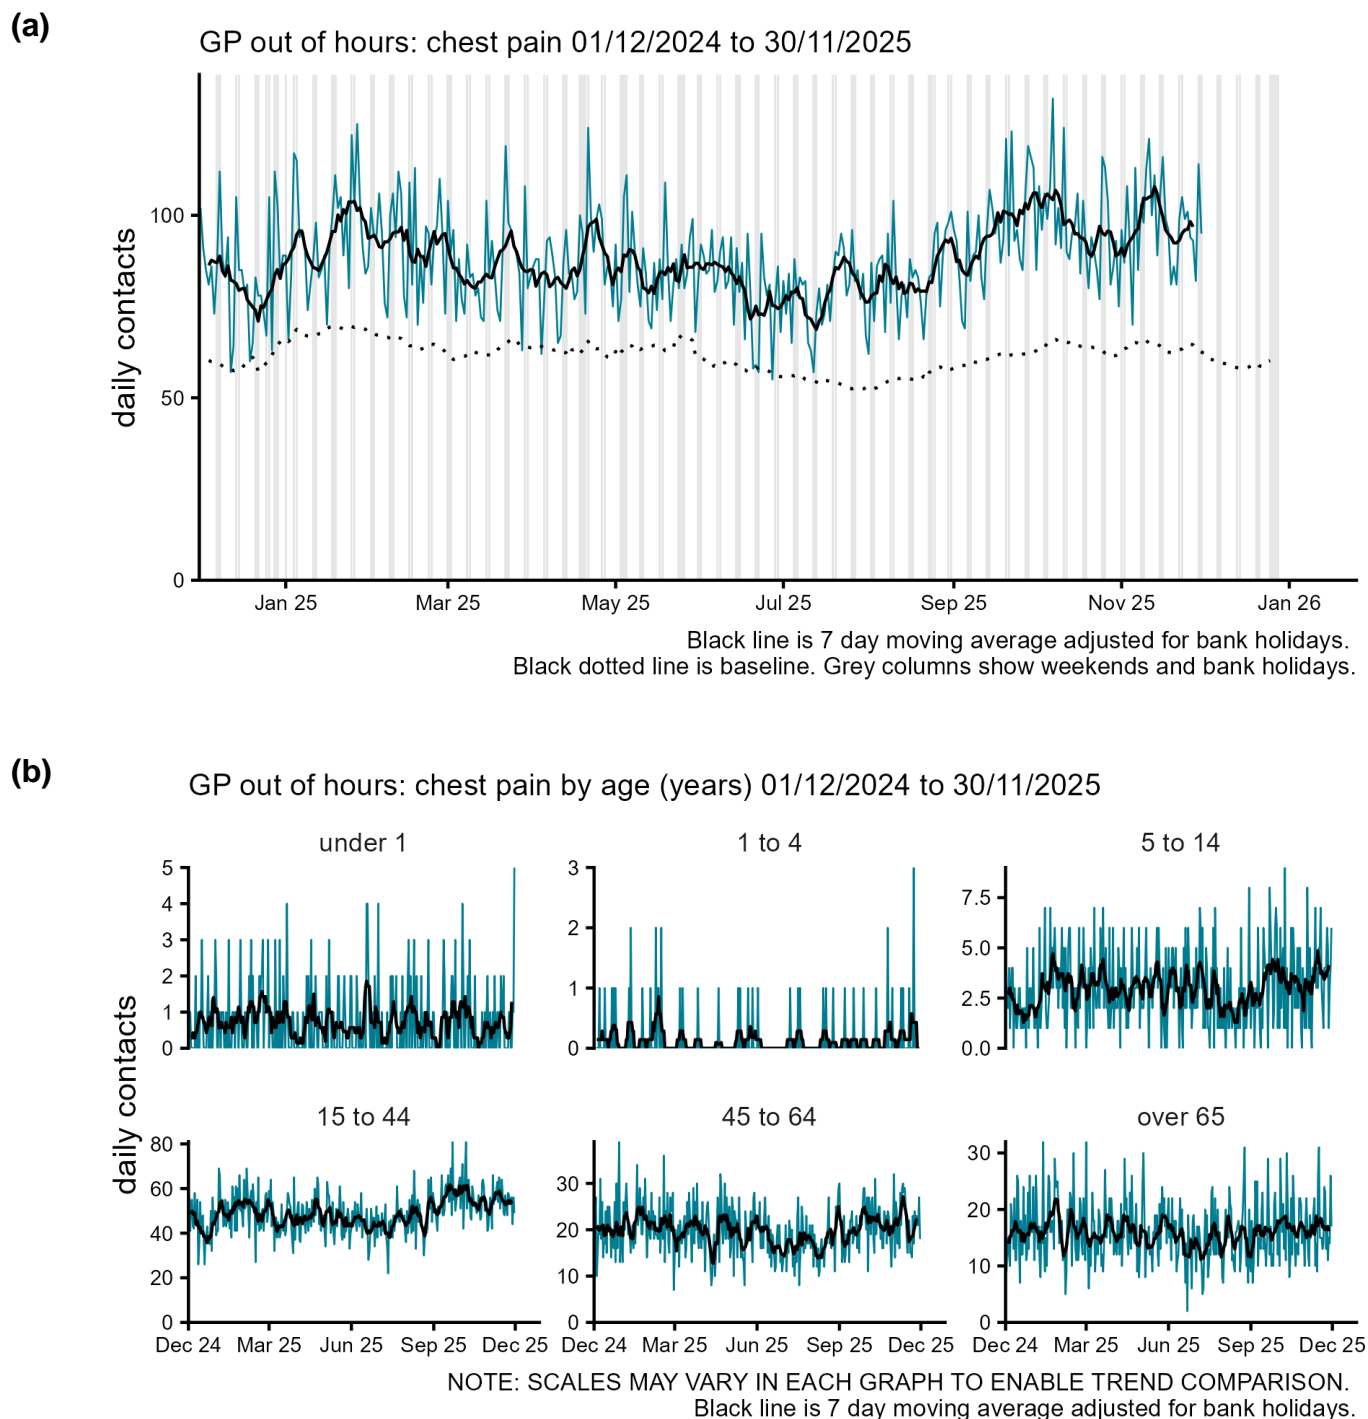 (a)
GP out of hours: chest pain 01/12/2024 to 30/11/2025
daily contacts
100
50
0
Jan 25 Mar 25 May 25 Jul 25 Sep 25 Nov 25 Jan 26
Black line is 7 day moving average adjusted for bank holidays.
Black dotted line is baseline. Grey columns show weekends and bank holidays.
(b)
GP out of hours: chest pain by age (years) 01/12/2024 to 30/11/2025
daily contacts
under 1
5
4
3
2
1
0
1 to 4
3
2
1
0
5 to 14
7.5
5.0
2.5
0.0
15 to 44
80
60
40
20
0
Dec 24 Mar 25 Jun 25 Sep 25 Dec 25
45 to 64
30
20
10
0
Dec 24 Mar 25 Jun 25 Sep 25 Dec 25
over 65
30
20
10
0
Dec 24 Mar 25 Jun 25 Sep 25 Dec 25
NOTE: SCALES MAY VARY IN EACH GRAPH TO ENABLE TREND COMPARISON.
Black line is 7 day moving average adjusted for bank holidays.